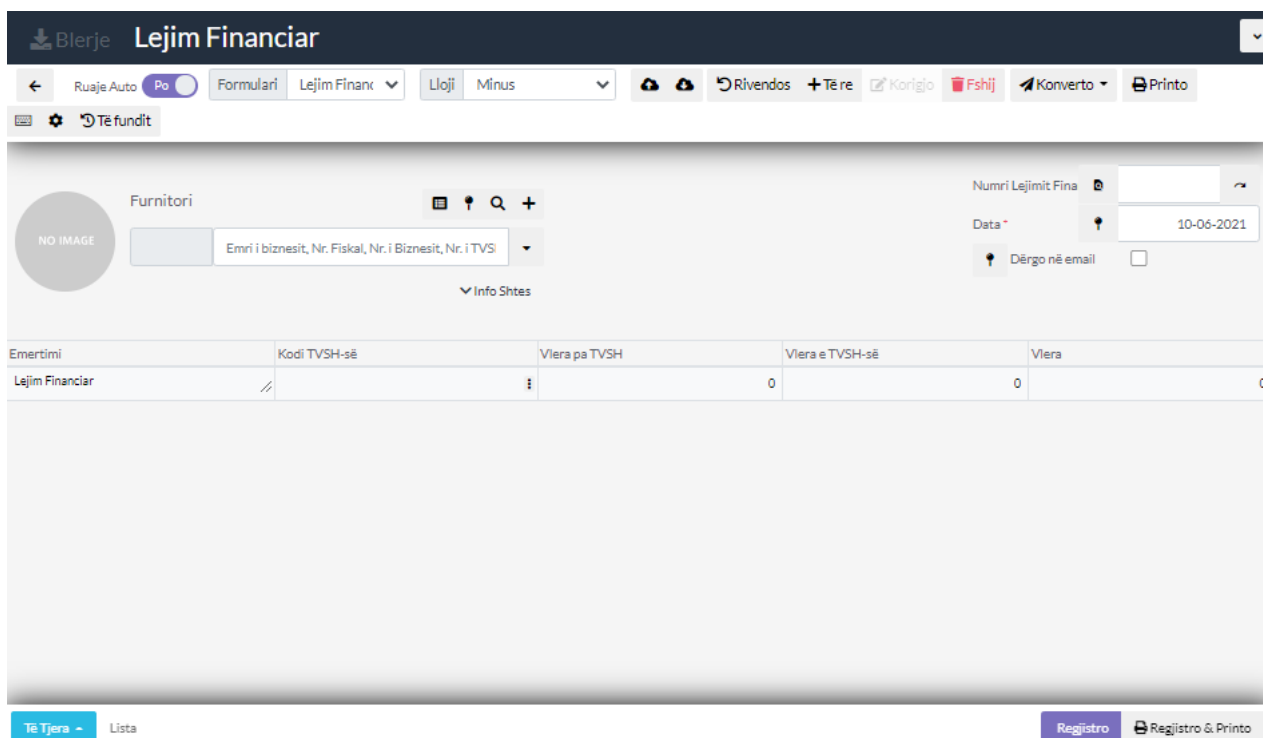 Blerje Lejim Financiar
Ruaje Auto Po Formulari Lejim Financ Lloji Minus Rivendos Të re Korigjo Fshij Konverto Printo
Të fundit
Numri Lejimit Fina
Furnitori
Data * 10-06-2021
NO IMAGE
Emri i biznesit, Nr. Fiskal, Nr. i Biznesit, Nr. i TVS
Dërgo në email
Info Shtes
Emertimi Kodi TVSH-së Vlera pa TVSH Vlera e TVSH-së Vlera
Lejim Financiar 0 0 0
Të Tjera Lista Regjistro Regjistro & Printo